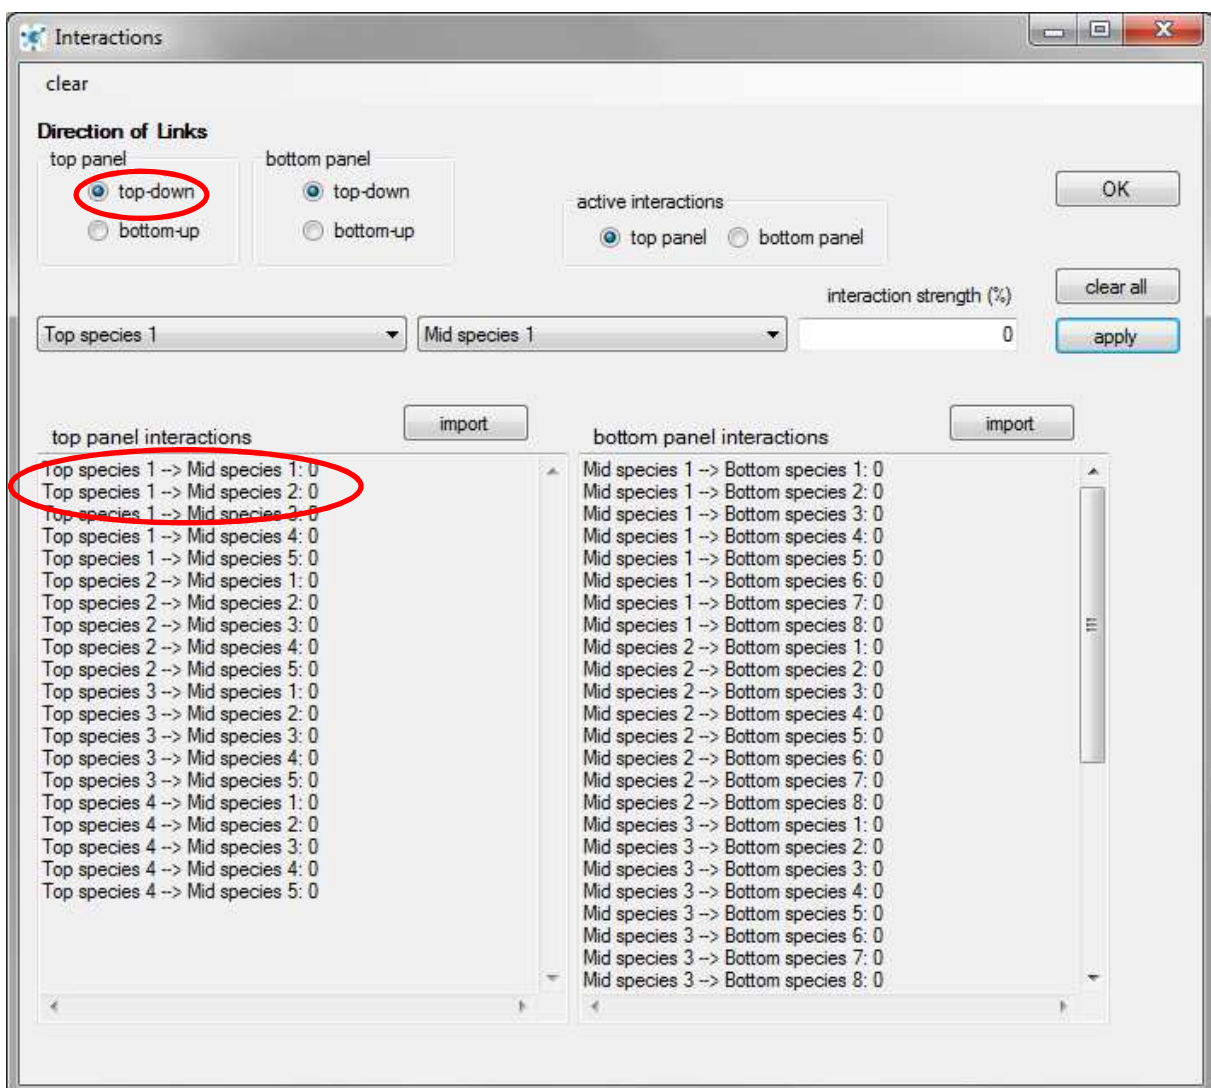 Interactions
clear
Direction of Links
top panel
bottom panel
top-down
top-down
bottom-up
bottom-up
active interactions
top panel
bottom panel
OK
interaction strength (%)
clear all
Top species 1
Mid species 1
0
apply
top panel interactions
import
Top species 1 --> Mid species 1: 0
Top species 1 --> Mid species 2: 0
Top species 1 --> Mid species 3: 0
Top species 1 --> Mid species 4: 0
Top species 1 --> Mid species 5: 0
Top species 2 --> Mid species 1: 0
Top species 2 --> Mid species 2: 0
Top species 2 --> Mid species 3: 0
Top species 2 --> Mid species 4: 0
Top species 2 --> Mid species 5: 0
Top species 3 --> Mid species 1: 0
Top species 3 --> Mid species 2: 0
Top species 3 --> Mid species 3: 0
Top species 3 --> Mid species 4: 0
Top species 3 --> Mid species 5: 0
Top species 4 --> Mid species 1: 0
Top species 4 --> Mid species 2: 0
Top species 4 --> Mid species 3: 0
Top species 4 --> Mid species 4: 0
Top species 4 --> Mid species 5: 0
bottom panel interactions
import
Mid species 1 --> Bottom species 1: 0
Mid species 1 --> Bottom species 2: 0
Mid species 1 --> Bottom species 3: 0
Mid species 1 --> Bottom species 4: 0
Mid species 1 --> Bottom species 5: 0
Mid species 1 --> Bottom species 6: 0
Mid species 1 --> Bottom species 7: 0
Mid species 1 --> Bottom species 8: 0
Mid species 2 --> Bottom species 1: 0
Mid species 2 --> Bottom species 2: 0
Mid species 2 --> Bottom species 3: 0
Mid species 2 --> Bottom species 4: 0
Mid species 2 --> Bottom species 5: 0
Mid species 2 --> Bottom species 6: 0
Mid species 2 --> Bottom species 7: 0
Mid species 2 --> Bottom species 8: 0
Mid species 3 --> Bottom species 1: 0
Mid species 3 --> Bottom species 2: 0
Mid species 3 --> Bottom species 3: 0
Mid species 3 --> Bottom species 4: 0
Mid species 3 --> Bottom species 5: 0
Mid species 3 --> Bottom species 6: 0
Mid species 3 --> Bottom species 7: 0
Mid species 3 --> Bottom species 8: 0